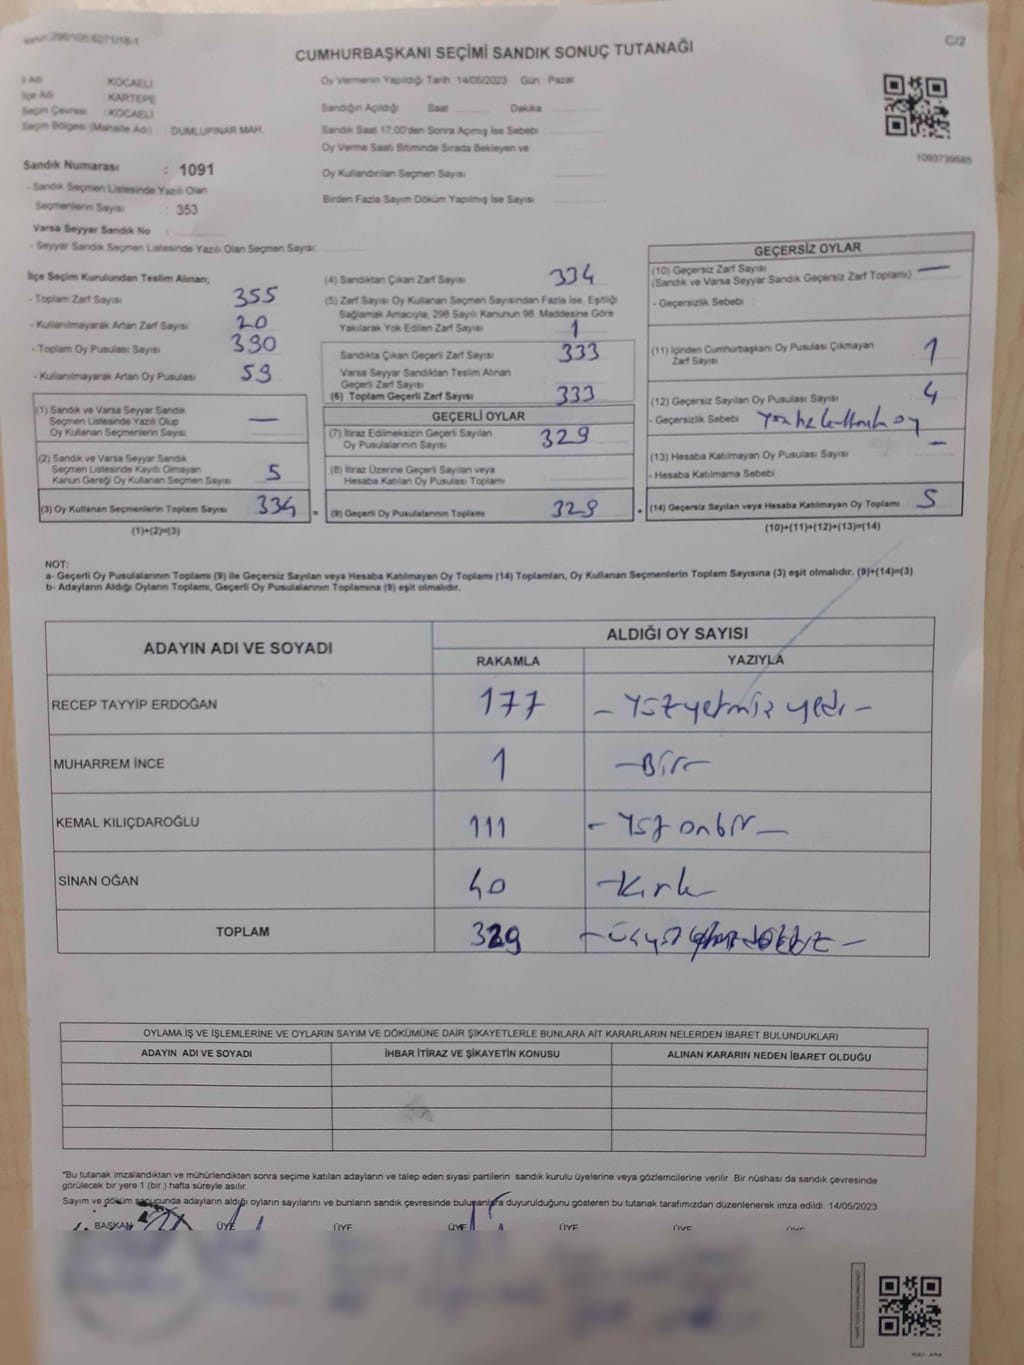 C/2
CUMHURBAŞKANI SEÇİMİ SANDIK SONUÇ TUTANAĞI
İl Adı KOCAELİ
İlçe Adı KARTEPE
Seçim Çevresi : KOCAELİ
Seçim Bölgesi (Mahalle Adı) : DUMLUPINAR MAH.
Sandık Numarası : 1091
- Sandık Seçmen Listesinde Yazılı Olan
Seçmenlerin Sayısı : 353
Varsa Seyyar Sandık No :
- Seyyar Sandık Seçmen Listesinde Yazılı Olan Seçmen Sayısı:
Oy Vermenin Yapıldığı Tarih 14/05/2023 Gün Pazar
Sandığın Açıldığı Saat Dakika
Sandık Saat 17:00'den Sonra Açımış İse Sebebi
Oy Verme Saati Bitiminde Sırada Bekleyen ve
Oy Kullandırılan Seçmen Sayısı
Birden Fazla Sayım Döküm Yapılmış İse Sayısı
1093739685
İlçe Seçim Kurulundan Teslim Alınan;
- Toplam Zarf Sayısı 355
- Kullanılmayarak Artan Zarf Sayısı 20
- Toplam Oy Pusulası Sayısı 390
- Kullanılmayarak Artan Oy Pusulası 59
(1) Sandık ve Varsa Seyyar Sandık
Seçmen Listesinde Yazılı Olup
Oy Kullanan Seçmenlerin Sayısı —
(2) Sandık ve Varsa Seyyar Sandık
Seçmen Listesinde Kayıtlı Olmayan
Kanun Gereği Oy Kullanan Seçmen Sayısı 5
(3) Oy Kullanan Seçmenlerin Toplam Sayısı 334 =
(1)+(2)=(3)
(4) Sandıktan Çıkan Zarf Sayısı 334
(5) Zarf Sayısı Oy Kullanan Seçmen Sayısından Fazla İse, Eşitliği
Sağlamak Amacıyla; 298 Sayılı Kanunun 98. Maddesine Göre
Yakılarak Yok Edilen Zarf Sayısı 1
Sandıkta Çıkan Geçerli Zarf Sayısı 333
Varsa Seyyar Sandıktan Teslim Alınan
Geçerli Zarf Sayısı
(6) Toplam Geçerli Zarf Sayısı 333
GEÇERLİ OYLAR
(7) İtiraz Edilmeksizin Geçerli Sayılan
Oy Pusulalarının Sayısı 329
(8) İtiraz Üzerine Geçerli Sayılan veya
Hesaba Katılan Oy Pusulası Toplamı
(9) Geçerli Oy Pusulalarının Toplamı 329 +
GEÇERSİZ OYLAR
(10) Geçersiz Zarf Sayısı —
(Sandık ve Varsa Seyyar Sandık Geçersiz Zarf Toplamı)
- Geçersizlik Sebebi :
(11) İçinden Cumhurbaşkanı Oy Pusulası Çıkmayan
Zarf Sayısı 1
(12) Geçersiz Sayılan Oy Pusulası Sayısı 4
- Geçersizlik Sebebi oy
(13) Hesaba Katılmayan Oy Pusulası Sayısı —
- Hesaba Katılmama Sebebi
(14) Geçersiz Sayılan veya Hesaba Katılmayan Oy Toplamı 5
(10)+(11)+(12)+(13)=(14)
NOT:
a- Geçerli Oy Pusulalarının Toplamı (9) ile Geçersiz Sayılan veya Hesaba Katılmayan Oy Toplamı (14) Toplamları, Oy Kullanan Seçmenlerin Toplam Sayısına (3) eşit olmalıdır. (9)+(14)=(3)
b- Adayların Aldığı Oyların Toplamı, Geçerli Oy Pusulalarının Toplamına (9) eşit olmalıdır.
ADAYIN ADI VE SOYADI
ALDIĞI OY SAYISI
RAKAMLA YAZIYLA
RECEP TAYYİP ERDOĞAN 177 - Yüzyetmiş yedi -
MUHARREM İNCE 1 - Bir -
KEMAL KILIÇDAROĞLU 111 - Yüz onbir -
SİNAN OĞAN 40 - Kırk
TOPLAM 329 - Üçyüz
OYLAMA İŞ VE İŞLEMLERİNE VE OYLARIN SAYIM VE DÖKÜMÜNE DAİR ŞİKAYETLERLE BUNLARA AİT KARARLARIN NELERDEN İBARET BULUNDUKLARI
ADAYIN ADI VE SOYADI İHBAR İTİRAZ VE ŞİKAYETİN KONUSU ALINAN KARARIN NEDEN İBARET OLDUĞU
"Bu tutanak imzalandıktan ve mühürlendikten sonra seçime katılan adayların ve talep eden siyasi partilerin sandık kurulu üyelerine veya gözlemcilerine verilir. Bir nüshası da sandık çevresinde
görülecek bir yere 1 (bir ) hafta süreyle asılır.
Sayım ve döküm sonucunda adayların aldığı oyların sayılarını ve bunların sandık çevresinde bulunanlara duyurulduğunu gösteren bu tutanak tarafımızdan düzenlenerek imza edildi. 14/05/2023
BAŞKAN ÜYE ÜYE ÜYE ÜYE ÜYE ÜYE